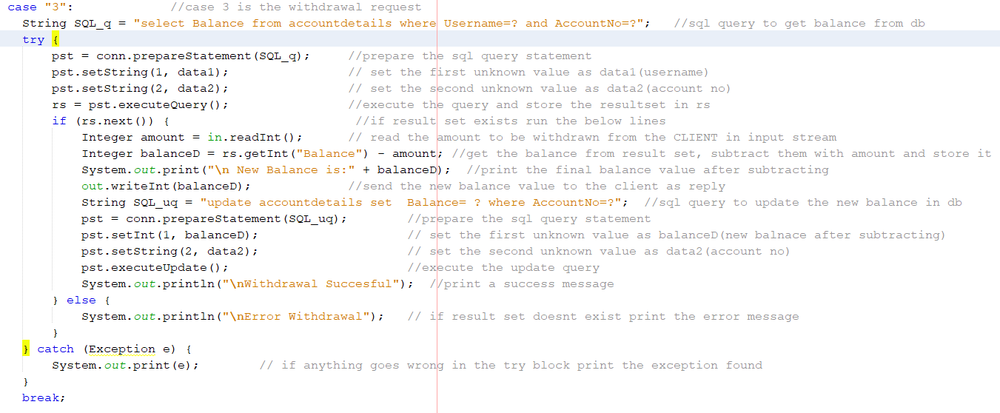 case "3":             //case 3 is the withdrawal request
  String SQL_q = "select Balance from accountdetails where Username=? and AccountNo=?";   //sql query to get balance from db
  try {
      pst = conn.prepareStatement(SQL_q);     //prepare the sql query statement
      pst.setString(1, data1);                // set the first unknown value as data1(username)
      pst.setString(2, data2);                // set the second unknown value as data2(account no)
      rs = pst.executeQuery();                //execute the query and store the resultset in rs
      if (rs.next()) {                         //if result set exists run the below lines
          Integer amount = in.readInt();      // read the amount to be withdrawn from the CLIENT in input stream
          Integer balanceD = rs.getInt("Balance") - amount; //get the balance from result set, subtract them with amount and store it
          System.out.print("\n New Balance is:" + balanceD);  //print the final balance value after subtracting
          out.writeInt(balanceD);             //send the new balance value to the client as reply
          String SQL_uq = "update accountdetails set  Balance= ? where AccountNo=?";  //sql query to update the new balance in db
          pst = conn.prepareStatement(SQL_uq);        //prepare the sql query statement
          pst.setInt(1, balanceD);                    // set the first unknown value as balanceD(new balnace after subtracting)
          pst.setString(2, data2);                    // set the second unknown value as data2(account no)
          pst.executeUpdate();                        //execute the update query
          System.out.println("\nWithdrawal Succesful");  //print a success message
      } else {
          System.out.println("\nError Withdrawal");   // if result set doesnt exist print the error message
      }
  } catch (Exception e) {
      System.out.print(e);        // if anything goes wrong in the try block print the exception found
  }
  break;